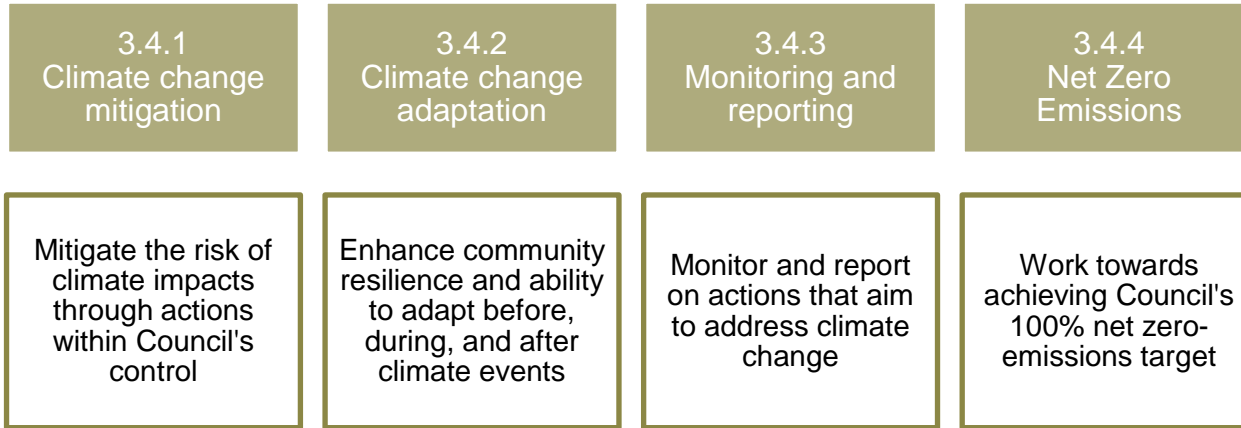 3.4.1
Climate change
mitigation
3.4.2
Climate change
adaptation
3.4.3
Monitoring and
reporting
3.4.4
Net Zero
Emissions
Mitigate the risk of
climate impacts
through actions
within Council's
control
Enhance community
resilience and ability
to adapt before,
during, and after
climate events
Monitor and report
on actions that aim
to address climate
change
Work towards
achieving Council's
100% net zero-
emissions target